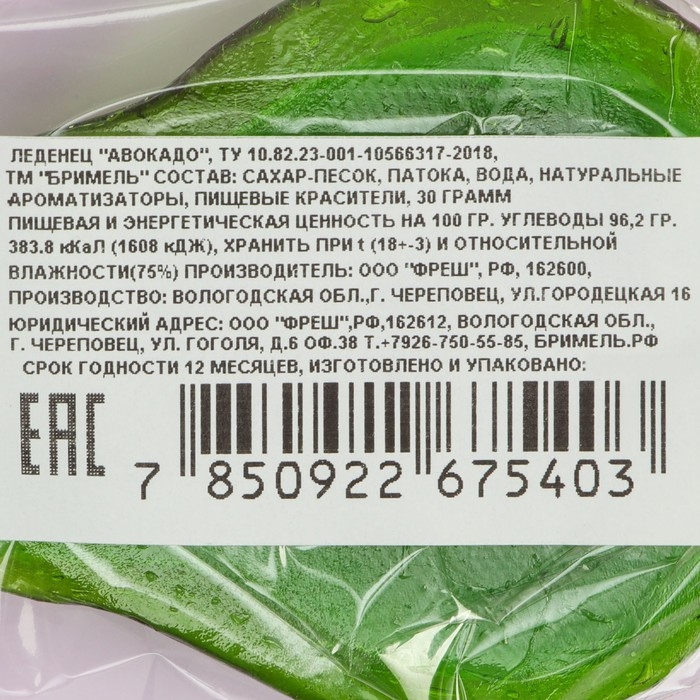 ЛЕДЕНЕЦ "АВОКАДО", ТУ 10.82.23-001-10566317-2018,
ТМ "БРИМЕЛЬ" СОСТАВ: САХАР-ПЕСОК, ПАТОКА, ВОДА, НАТУРАЛЬНЫЕ
АРОМАТИЗАТОРЫ, ПИЩЕВЫЕ КРАСИТЕЛИ, 30 ГРАММ
ПИЩЕВАЯ И ЭНЕРГЕТИЧЕСКАЯ ЦЕННОСТЬ НА 100 ГР. УГЛЕВОДЫ 96,2 ГР.
383.8 кКаЛ (1608 кДЖ), ХРАНИТЬ ПРИ t (18+-3) И ОТНОСИТЕЛЬНОЙ
ВЛАЖНОСТИ(75%) ПРОИЗВОДИТЕЛЬ: ООО "ФРЕШ", РФ, 162600,
ПРОИЗВОДСТВО: ВОЛОГОДСКАЯ ОБЛ.,Г. ЧЕРЕПОВЕЦ, УЛ.ГОРОДЕЦКАЯ 16
ЮРИДИЧЕСКИЙ АДРЕС: ООО "ФРЕШ",РФ,162612, ВОЛОГОДСКАЯ ОБЛ.,
Г. ЧЕРЕПОВЕЦ, УЛ. ГОГОЛЯ, Д.6 ОФ.38 Т.+7926-750-55-85, БРИМЕЛЬ.РФ
СРОК ГОДНОСТИ 12 МЕСЯЦЕВ, ИЗГОТОВЛЕНО И УПАКОВАНО:
EAC
7 850922 675403